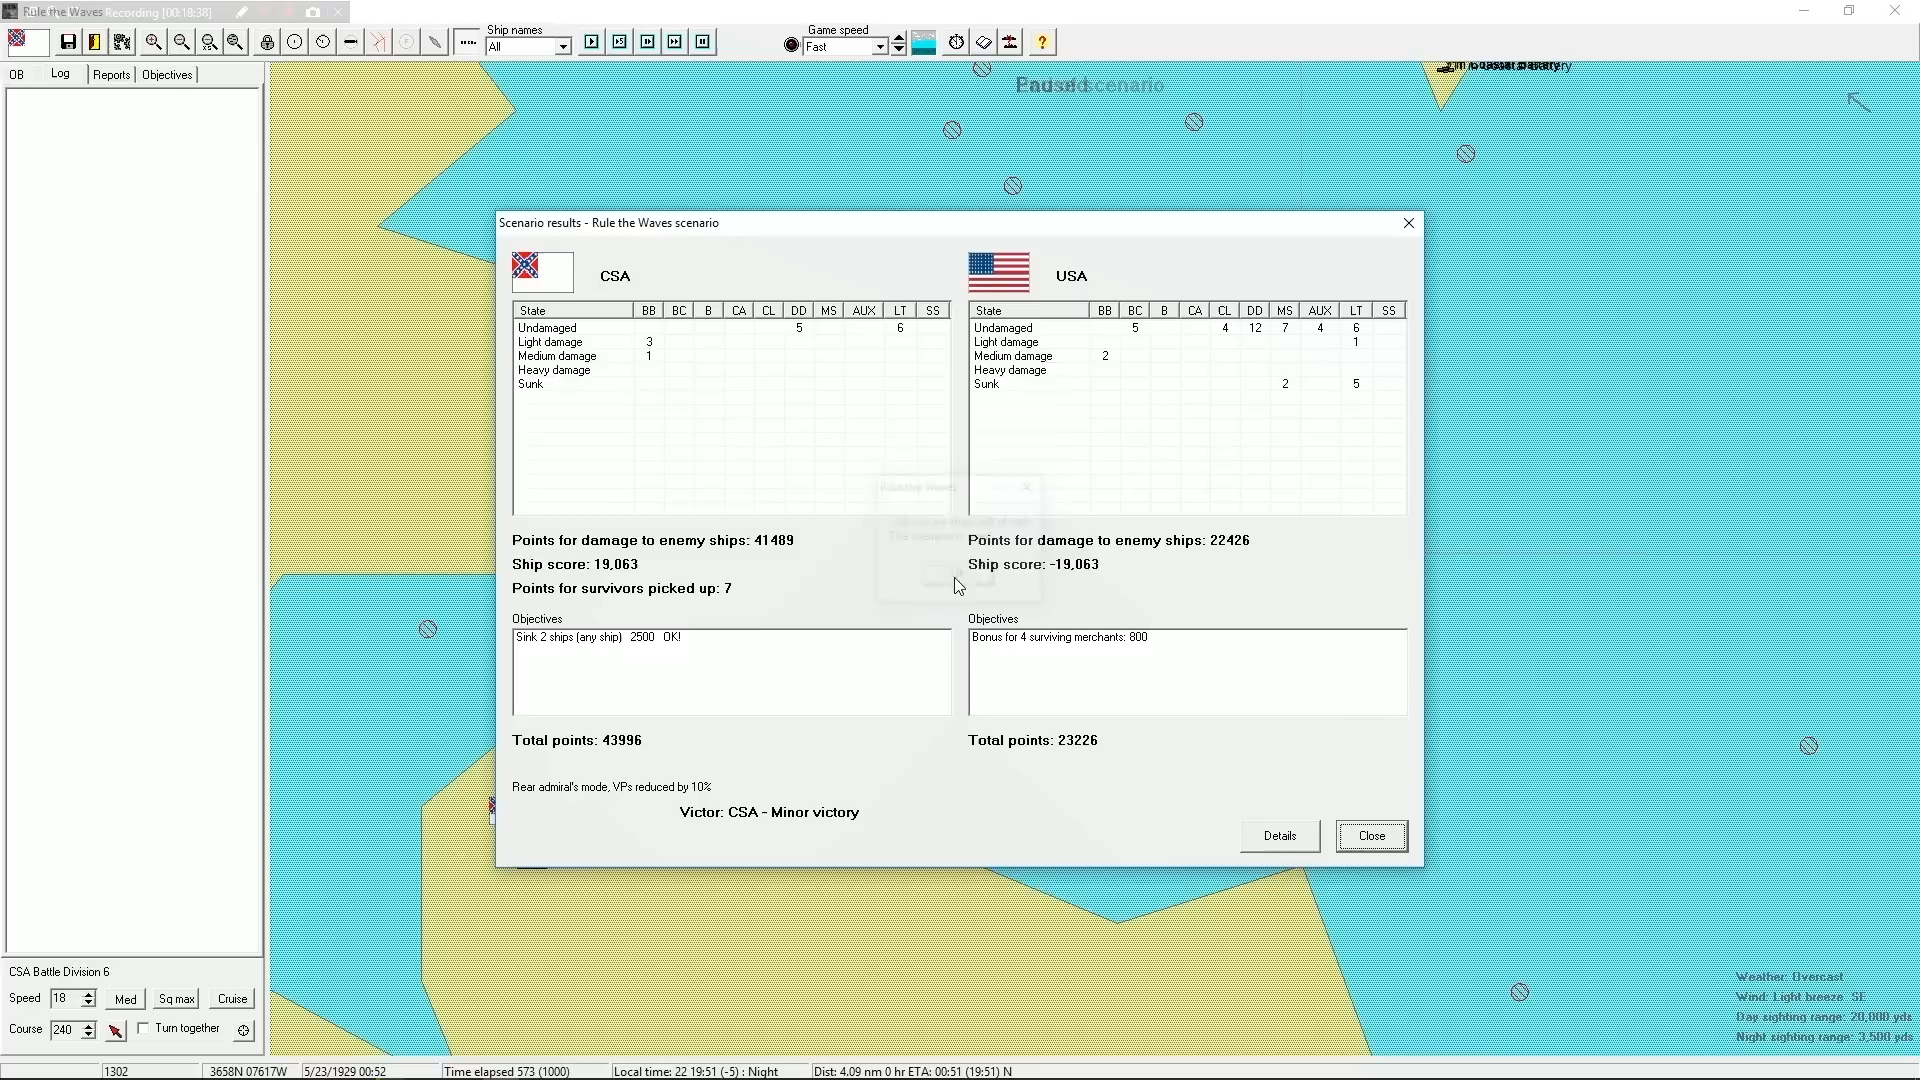 Rule the Waves Recording [00:18:38]
Ship names
All
Game speed
Fast
OB Log Reports Objectives
Scenario results - Rule the Waves scenario
CSA
State BB BC B CA CL DD MS AUX LT SS
Undamaged 5 6
Light damage 3
Medium damage 1
Heavy damage
Sunk
Points for damage to enemy ships: 41489
Ship score: 19,063
Points for survivors picked up: 7
Objectives
Sink 2 ships (any ship) 2500 OK!
Total points: 43996
USA
State BB BC B CA CL DD MS AUX LT SS
Undamaged 5 4 12 7 4 6
Light damage 1
Medium damage 2
Heavy damage
Sunk 2 5
Points for damage to enemy ships: 22426
Ship score: -19,063
Objectives
Bonus for 4 surviving merchants: 800
Total points: 23226
Rear admiral's mode, VPs reduced by 10%
Victor: CSA - Minor victory
Details Close
Weather: Overcast
Wind: Light breeze SE
Day sighting range: 20,000 yds
Night sighting range: 3,500 yds
CSA Battle Division 6
Speed 18 Med Sq max Cruise
Course 240 Turn together
1302 3658N 07617W 5/23/1929 00:52 Time elapsed 573 (1000) Local time: 22 19:51 (-5) : Night Dist: 4.09 nm 0 hr ETA: 00:51 (19:51) N